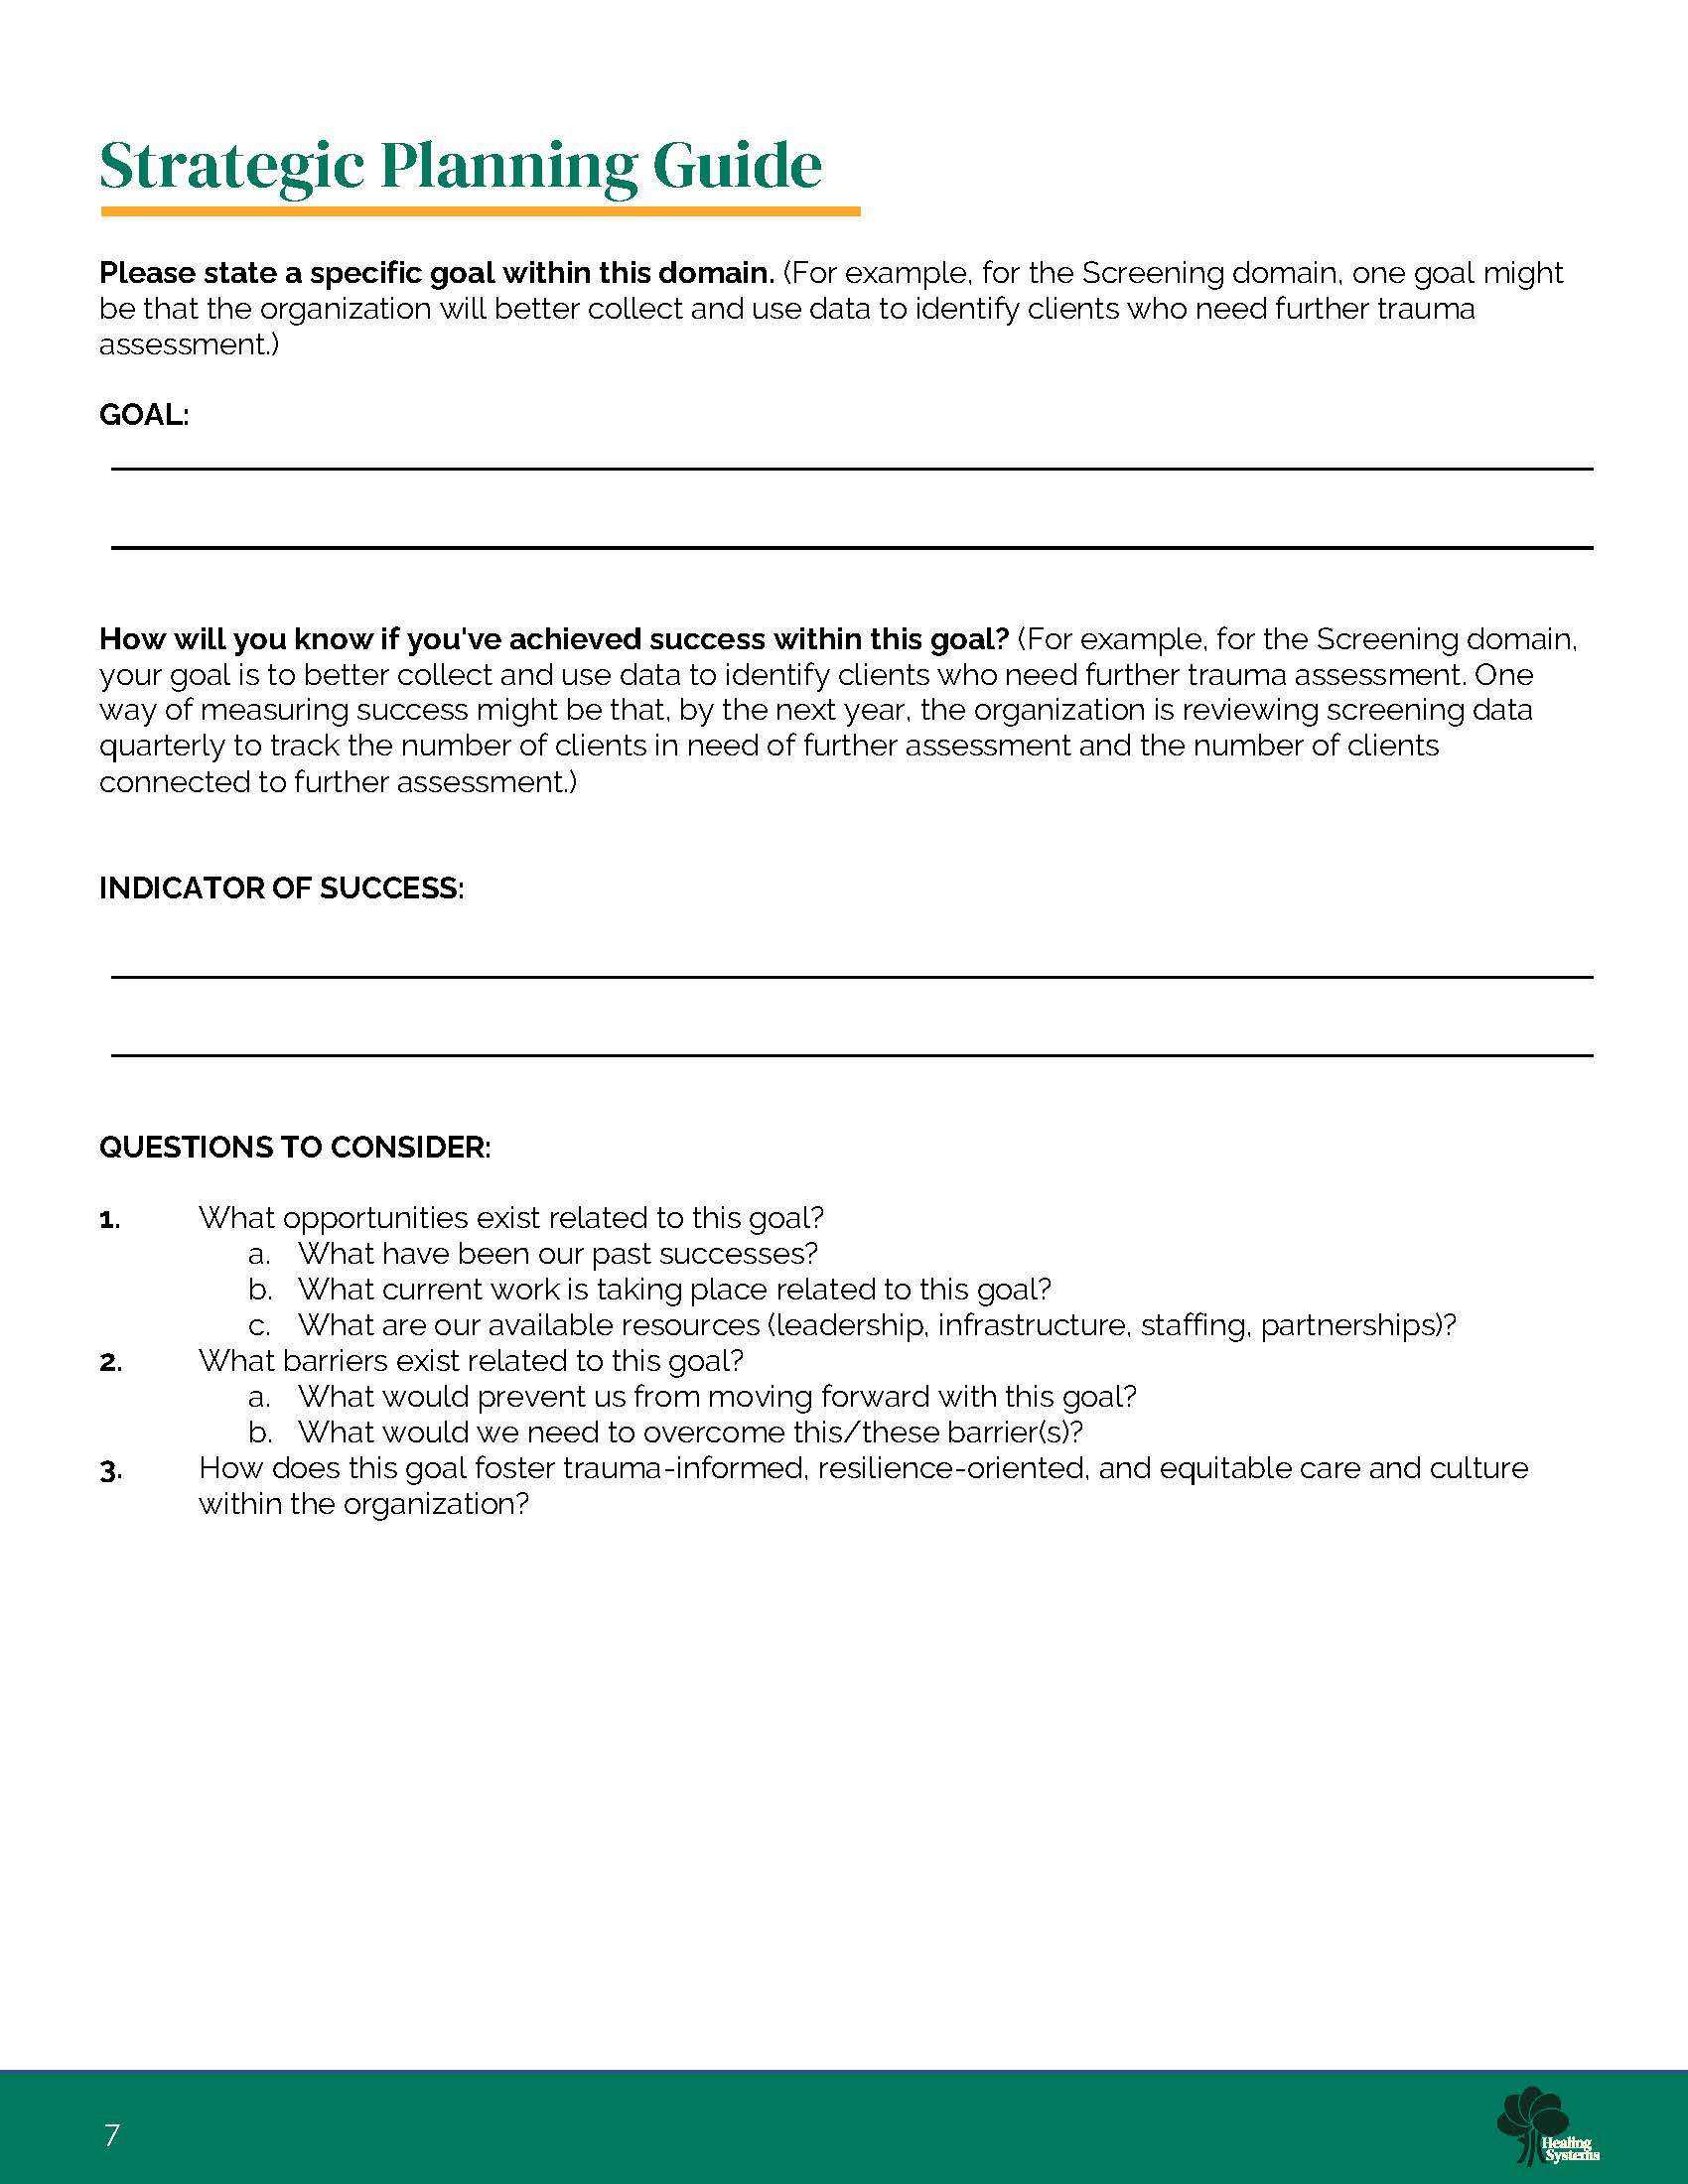 Strategic Planning Guide
Please state a specific goal within this domain. (For example, for the Screening domain, one goal might
be that the organization will better collect and use data to identify clients who need further trauma
assessment.)
GOAL:
How will you know if you've achieved success within this goal? (For example, for the Screening domain,
your goal is to better collect and use data to identify clients who need further trauma assessment. One
way of measuring success might be that, by the next year, the organization is reviewing screening data
quarterly to track the number of clients in need of further assessment and the number of clients
connected to further assessment.)
INDICATOR OF SUCCESS:
QUESTIONS TO CONSIDER:
1. What opportunities exist related to this goal?
a. What have been our past successes?
b. What current work is taking place related to this goal?
c. What are our available resources (leadership, infrastructure, staffing, partnerships)?
2. What barriers exist related to this goal?
a. What would prevent us from moving forward with this goal?
b. What would we need to overcome this/these barrier(s)?
3. How does this goal foster trauma-informed, resilience-oriented, and equitable care and culture
within the organization?
7
Healing
Systems